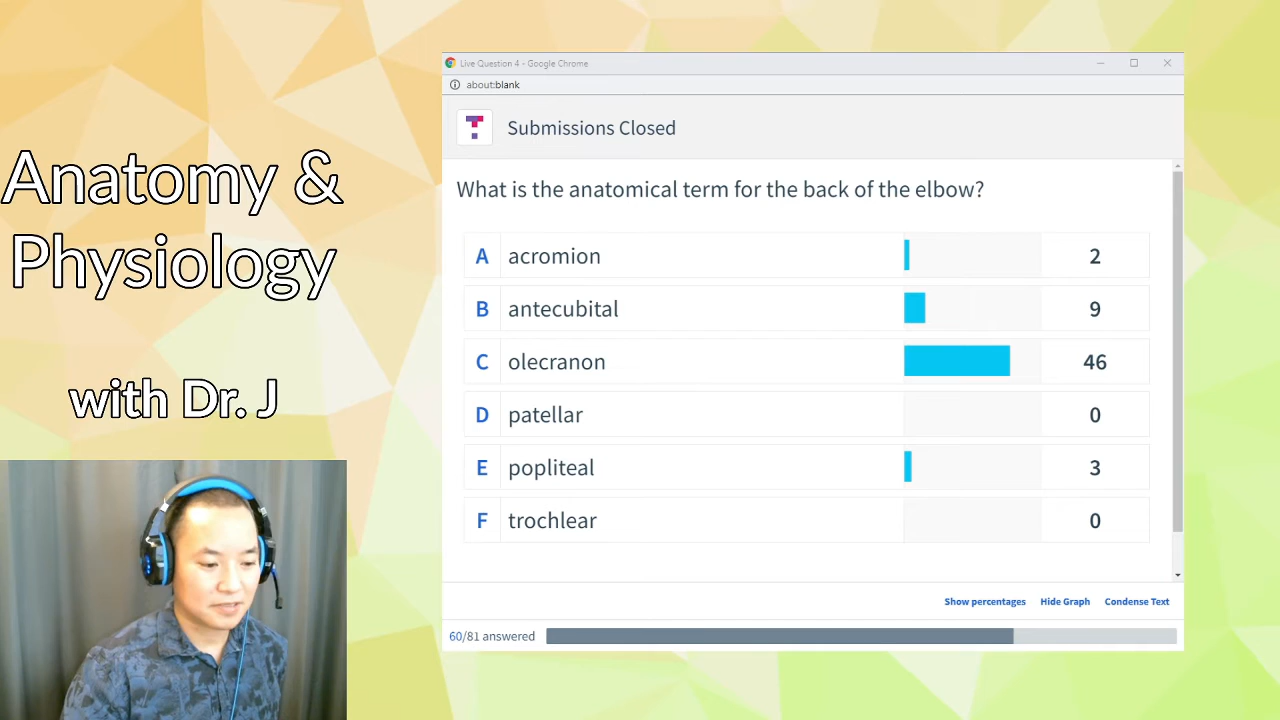 Anatomy &
Physiology
with Dr. J
Live Question 4 - Google Chrome
about:blank
Submissions Closed
What is the anatomical term for the back of the elbow?
A acromion 2
B antecubital 9
C olecranon 46
D patellar 0
E popliteal 3
F trochlear 0
Show percentages Hide Graph Condense Text
60/81 answered